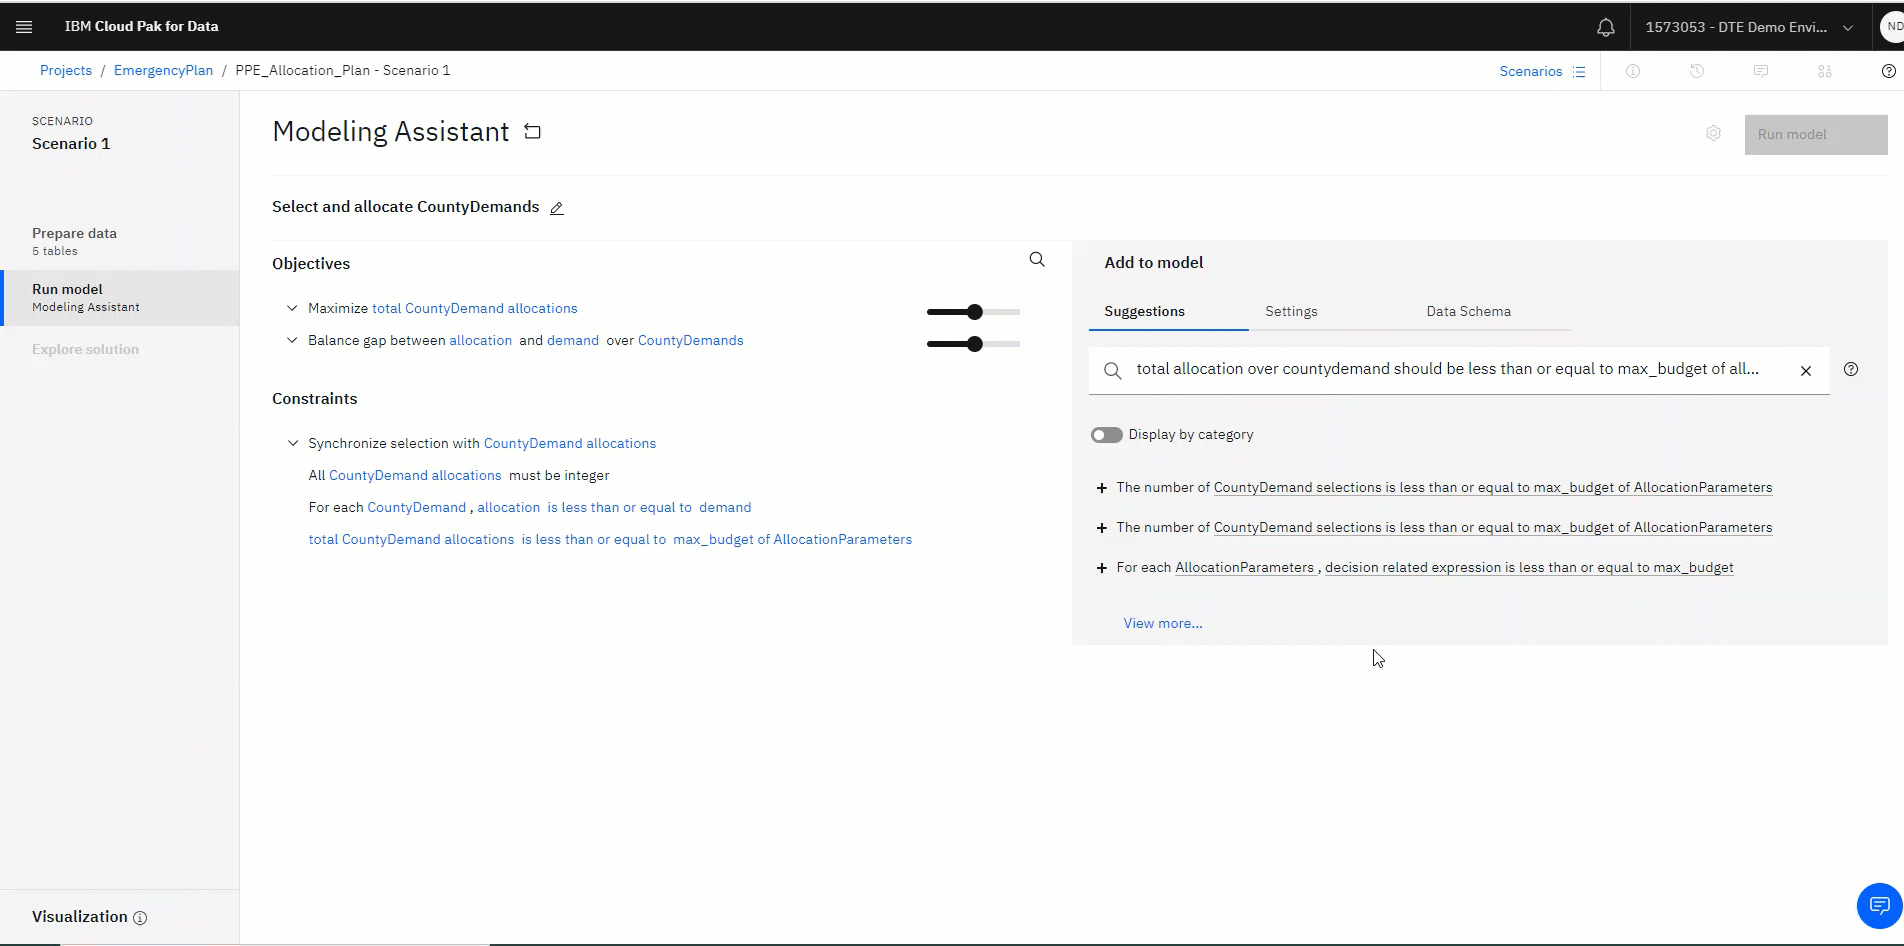 IBM Cloud Pak for Data
1573053 - DTE Demo Envi...
ND
Projects / EmergencyPlan / PPE_Allocation_Plan - Scenario 1
Scenarios
SCENARIO
Scenario 1
Prepare data
5 tables
Run model
Modeling Assistant
Explore solution
Visualization
Modeling Assistant
Run model
Select and allocate CountyDemands
Objectives
Maximize total CountyDemand allocations
Balance gap between allocation and demand over CountyDemands
Constraints
Synchronize selection with CountyDemand allocations
All CountyDemand allocations must be integer
For each CountyDemand , allocation is less than or equal to demand
total CountyDemand allocations is less than or equal to max_budget of AllocationParameters
Add to model
Suggestions
Settings
Data Schema
total allocation over countydemand should be less than or equal to max_budget of all...
Display by category
+ The number of CountyDemand selections is less than or equal to max_budget of AllocationParameters
+ The number of CountyDemand selections is less than or equal to max_budget of AllocationParameters
+ For each AllocationParameters , decision related expression is less than or equal to max_budget
View more...